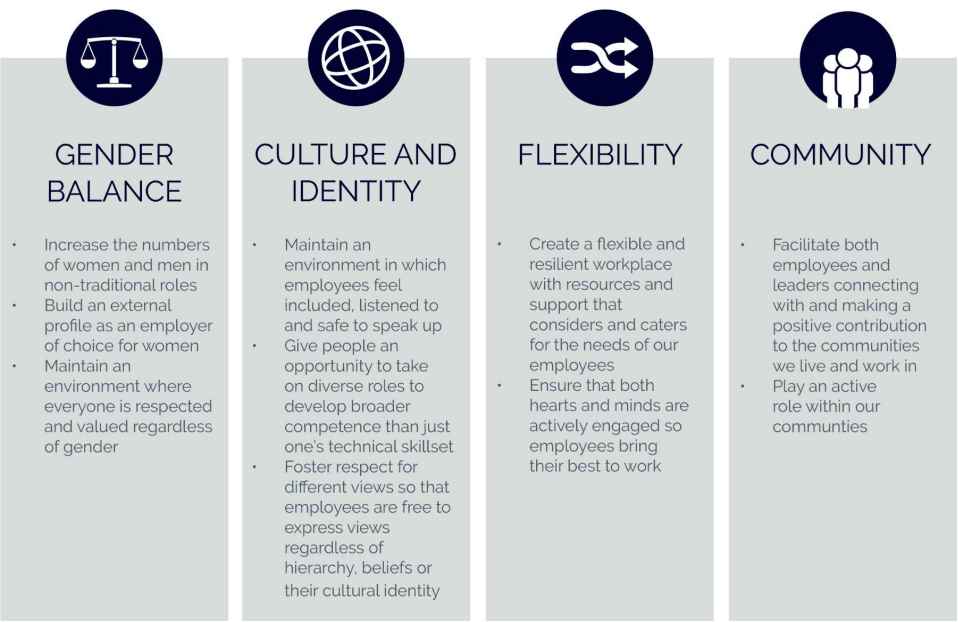 GENDER
BALANCE
• Increase the numbers
of women and men in
non-traditional roles
• Build an external
profile as an employer
of choice for women
• Maintain an
environment where
everyone is respected
and valued regardless
of gender
CULTURE AND
IDENTITY
• Maintain an
environment in which
employees feel
included, listened to
and safe to speak up
• Give people an
opportunity to take
on diverse roles to
develop broader
competence than just
one's technical skillset
• Foster respect for
different views so that
employees are free to
express views
regardless of
hierarchy, beliefs or
their cultural identity
FLEXIBILITY
• Create a flexible and
resilient workplace
with resources and
support that
considers and caters
for the needs of our
employees
• Ensure that both
hearts and minds are
actively engaged so
employees bring
their best to work
COMMUNITY
• Facilitate both
employees and
leaders connecting
with and making a
positive contribution
to the communities
we live and work in
• Play an active
role within our
communties